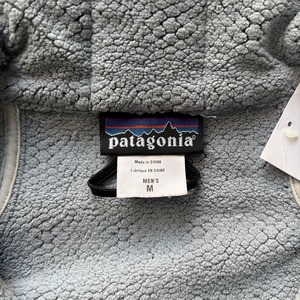 patagonia®
Made in CHINA
Fabriqué EN CHINE
MEN'S
M